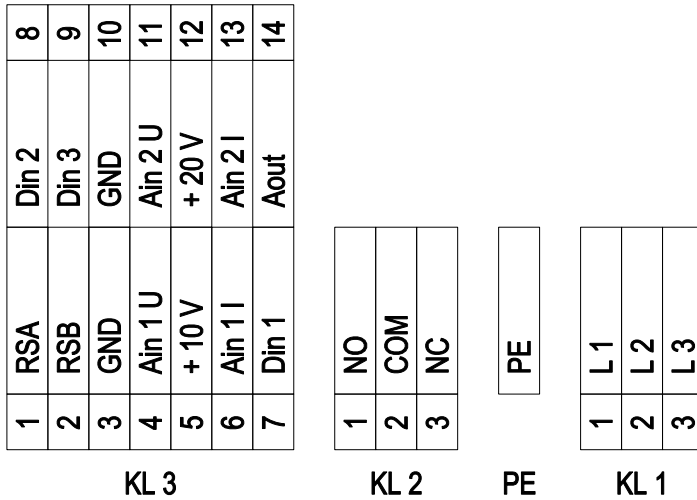 8 9 10 11 12 13 14
Din 2 Din 3 GND Ain 2 U + 20 V Ain 2 I Aout
RSA RSB GND Ain 1 U + 10 V Ain 1 I Din 1
1 2 3 4 5 6 7
KL 3
NO COM NC
1 2 3
KL 2
PE
PE
L 1 L 2 L 3
1 2 3
KL 1